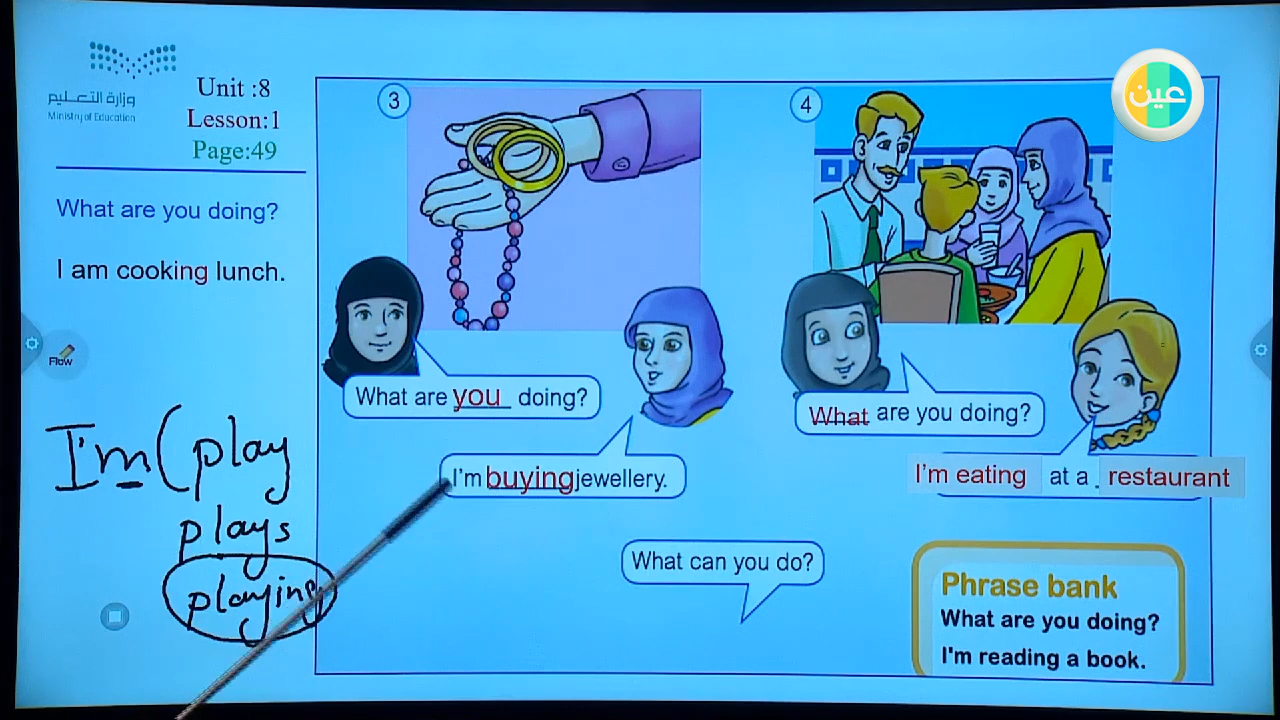 وزارة التعليم
Ministry of Education
Unit :8
Lesson:1
Page:49
What are you doing?
I am cooking lunch.
Flow
I'm (play
plays
playing
3
What are you doing?
I'm buying jewellery.
4
عين
What are you doing?
I'm eating at a restaurant
What can you do?
Phrase bank
What are you doing?
I'm reading a book.